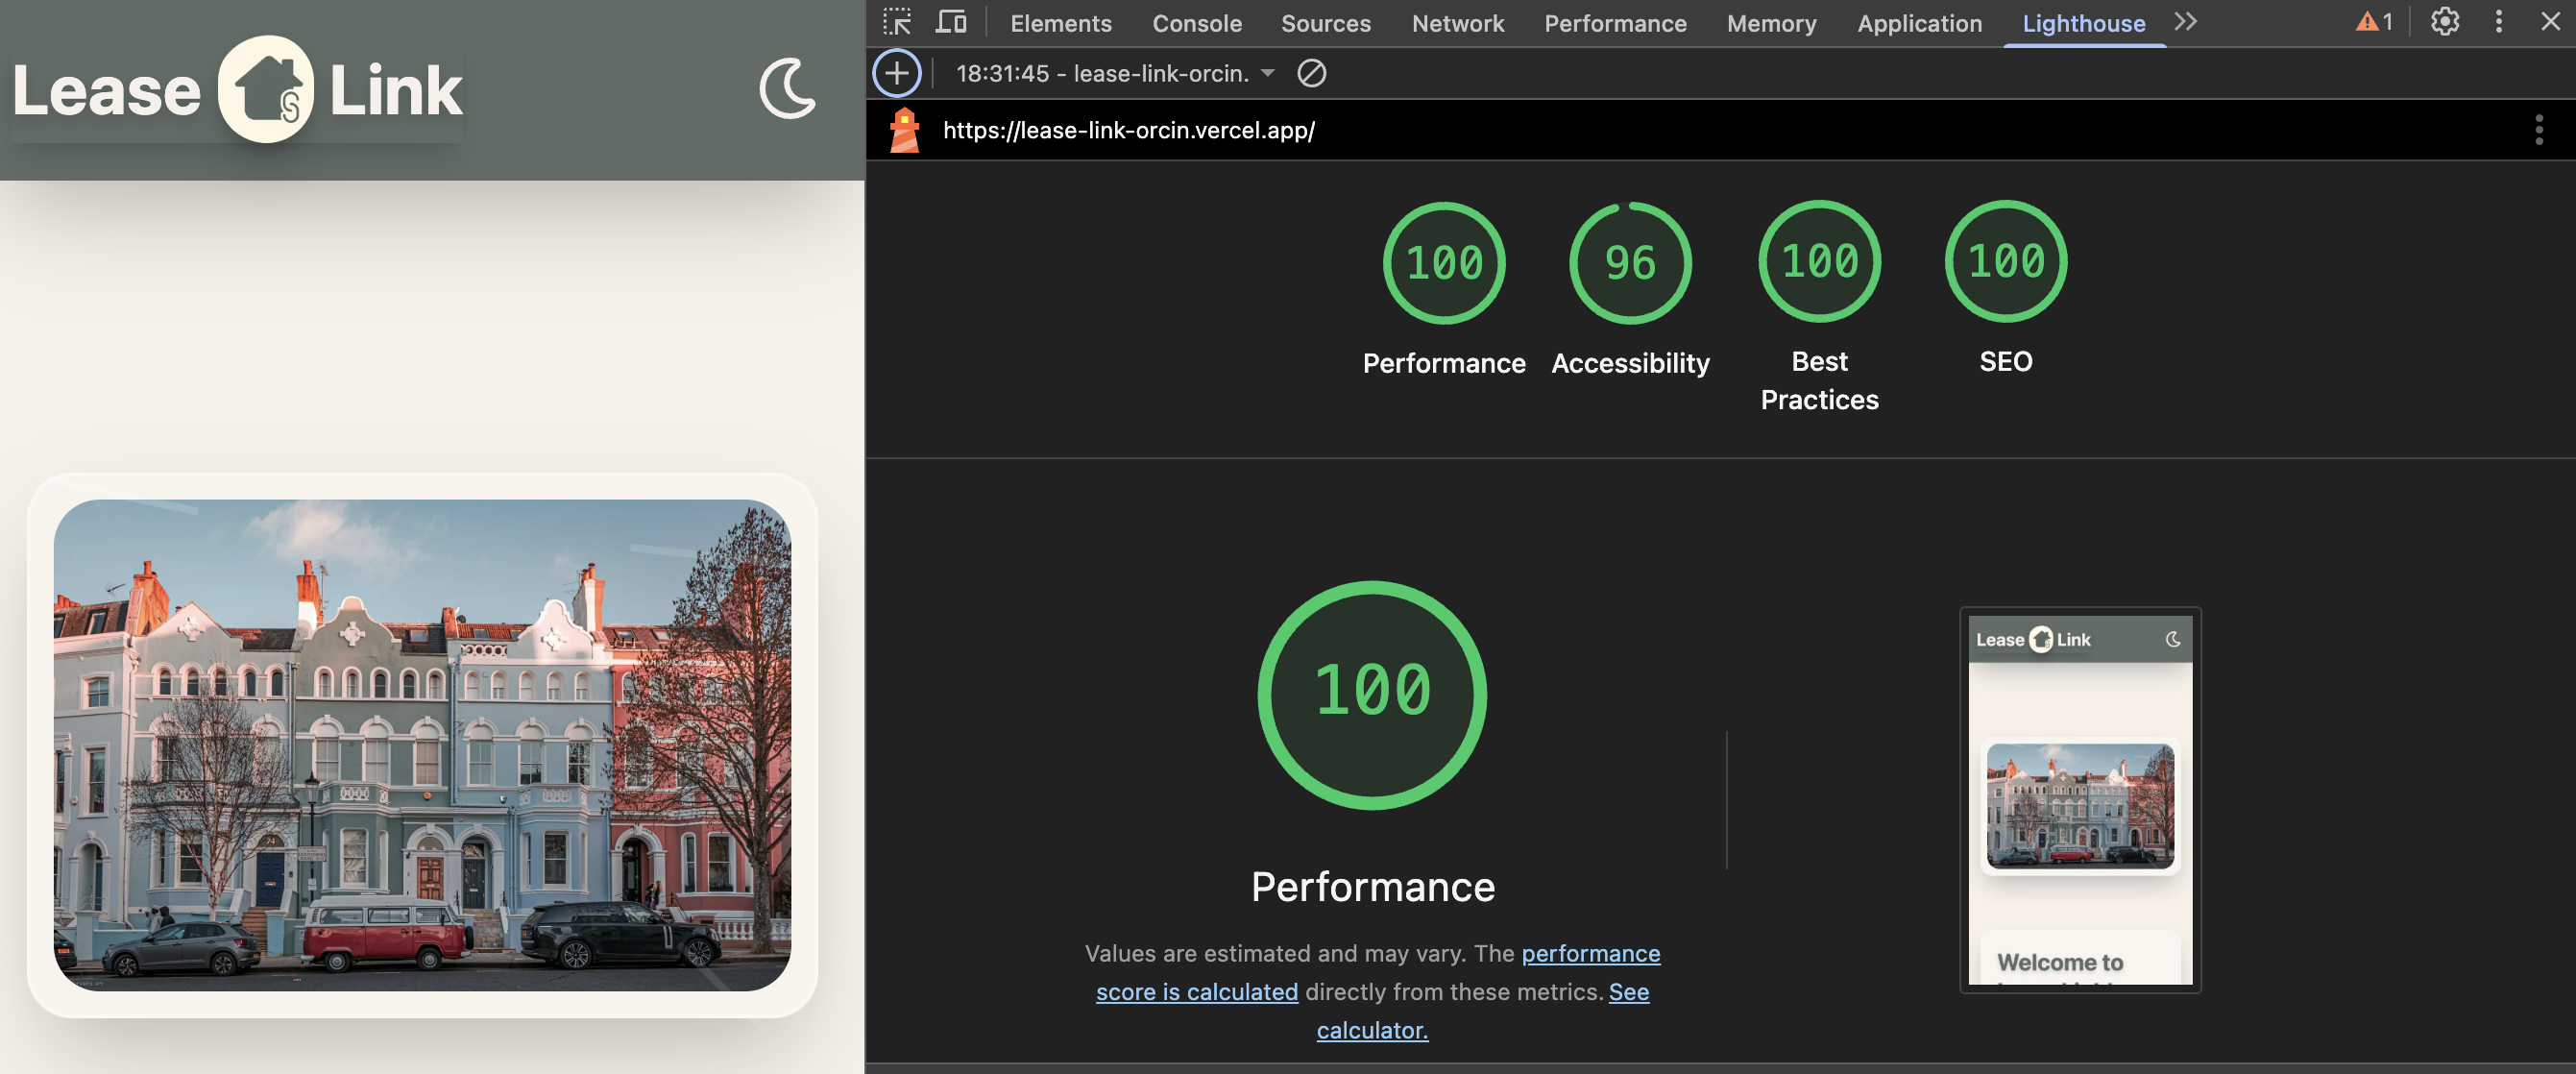 Lease Link
Elements Console Sources Network Performance Memory Application Lighthouse 1
18:31:45 - lease-link-orcin.
https://lease-link-orcin.vercel.app/
100 96 100 100
Performance Accessibility Best Practices SEO
100
Performance
Values are estimated and may vary. The performance
score is calculated directly from these metrics. See
calculator.
Lease Link
Welcome to